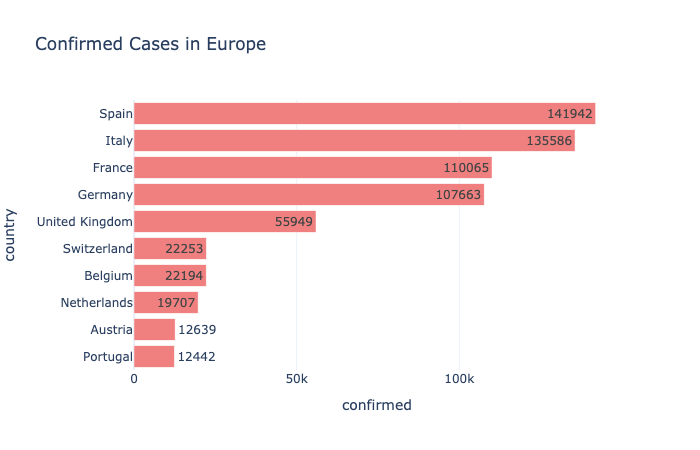 Confirmed Cases in Europe
country
Spain 141942
Italy 135586
France 110065
Germany 107663
United Kingdom 55949
Switzerland 22253
Belgium 22194
Netherlands 19707
Austria 12639
Portugal 12442
0 50k 100k
confirmed